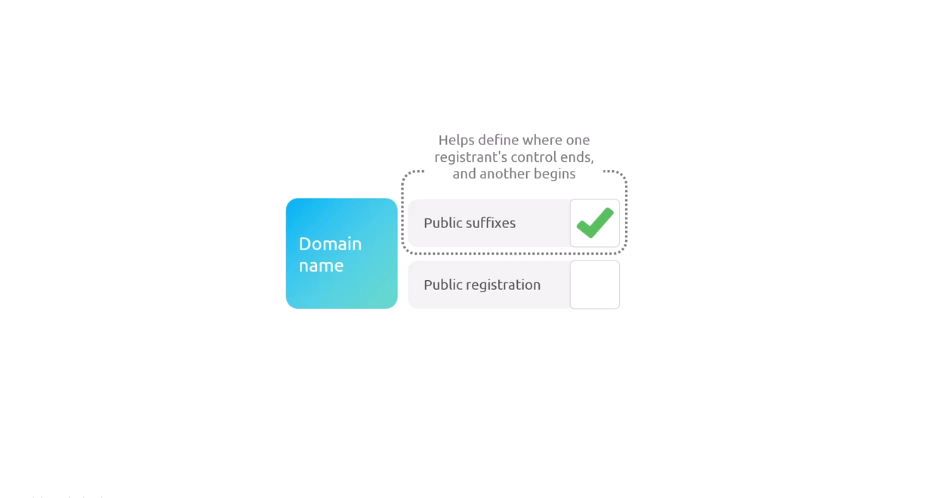 Helps define where one
registrant's control ends,
and another begins
Domain
name
Public suffixes
Public registration